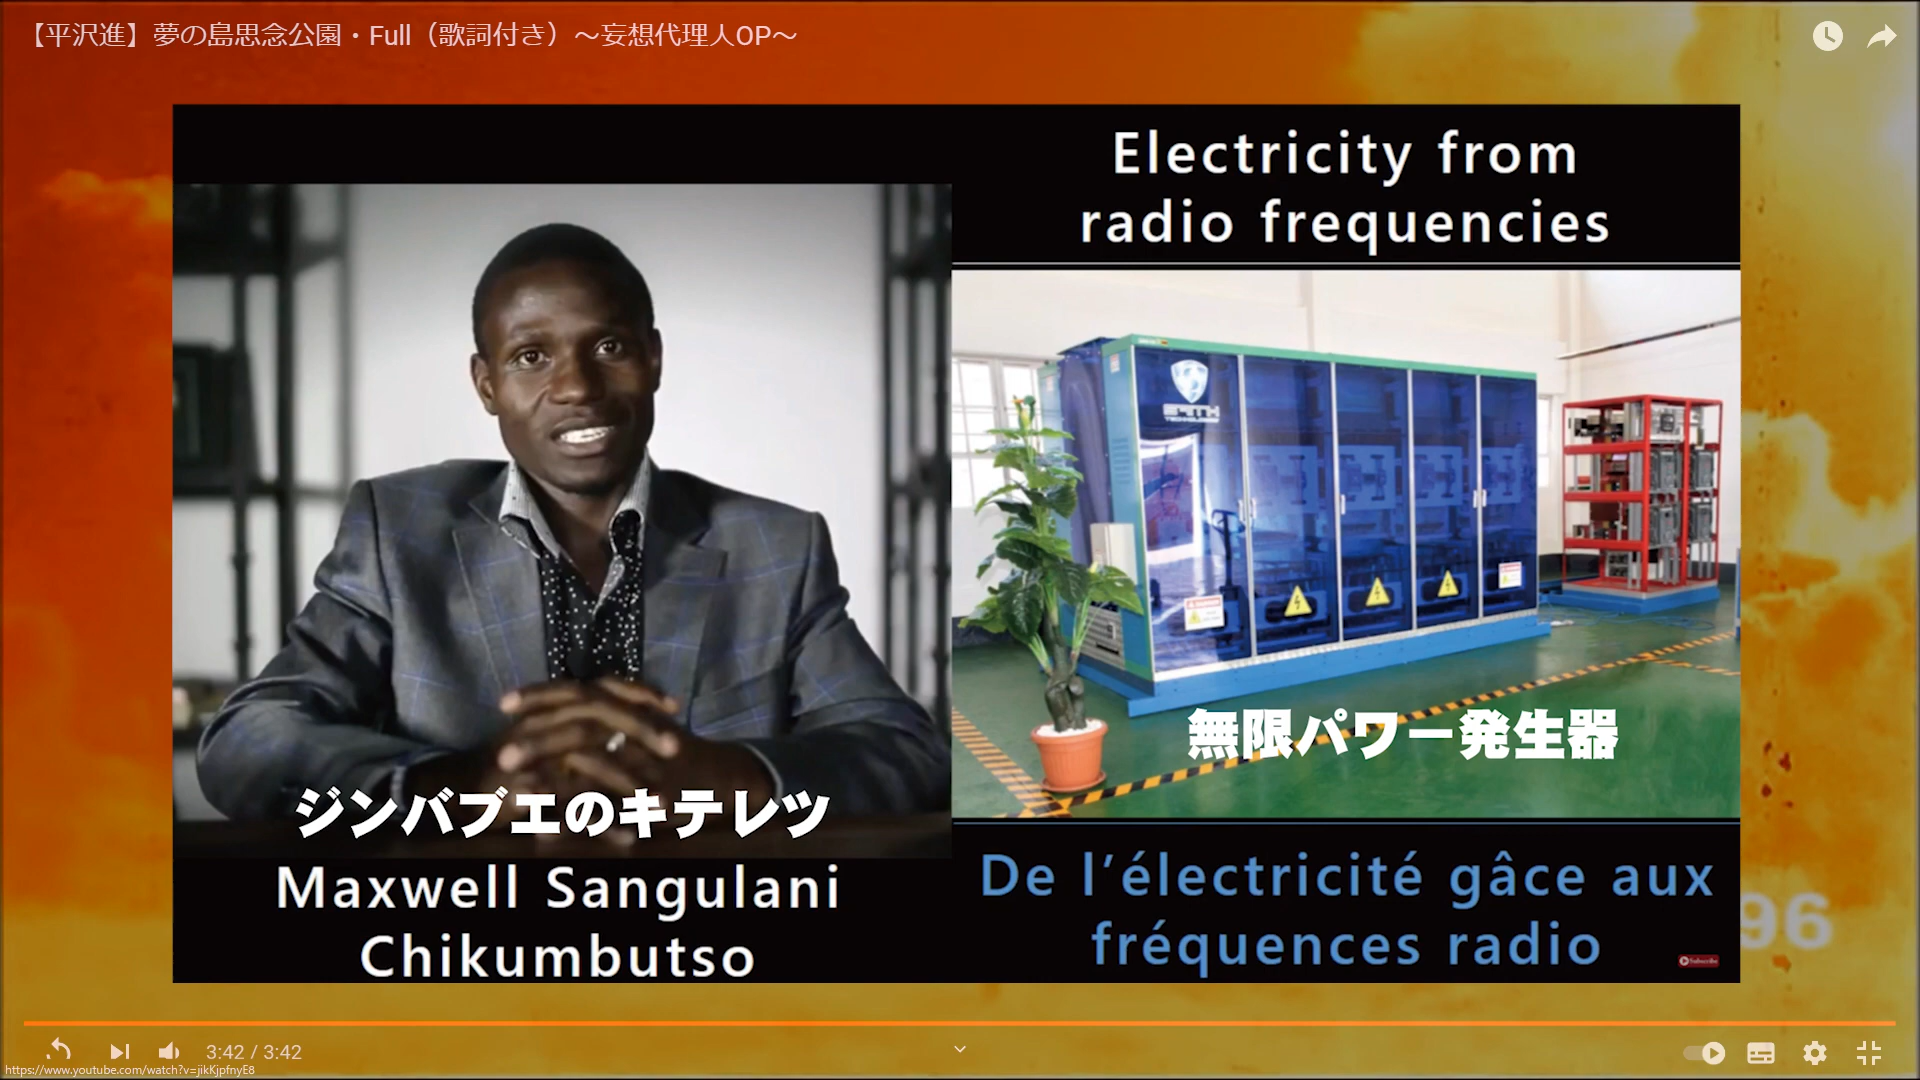 【平沢進】夢の島思念公園・Full（歌詞付き）～妄想代理人OP～
Electricity from
radio frequencies
無限パワー発生器
ジンバブエのキテレツ
Maxwell Sangulani
Chikumbutso
De l’électricité gâce aux
fréquences radio
96
Subscribe
3:42 / 3:42
https://www.youtube.com/watch?v=jikKjpfnyE8